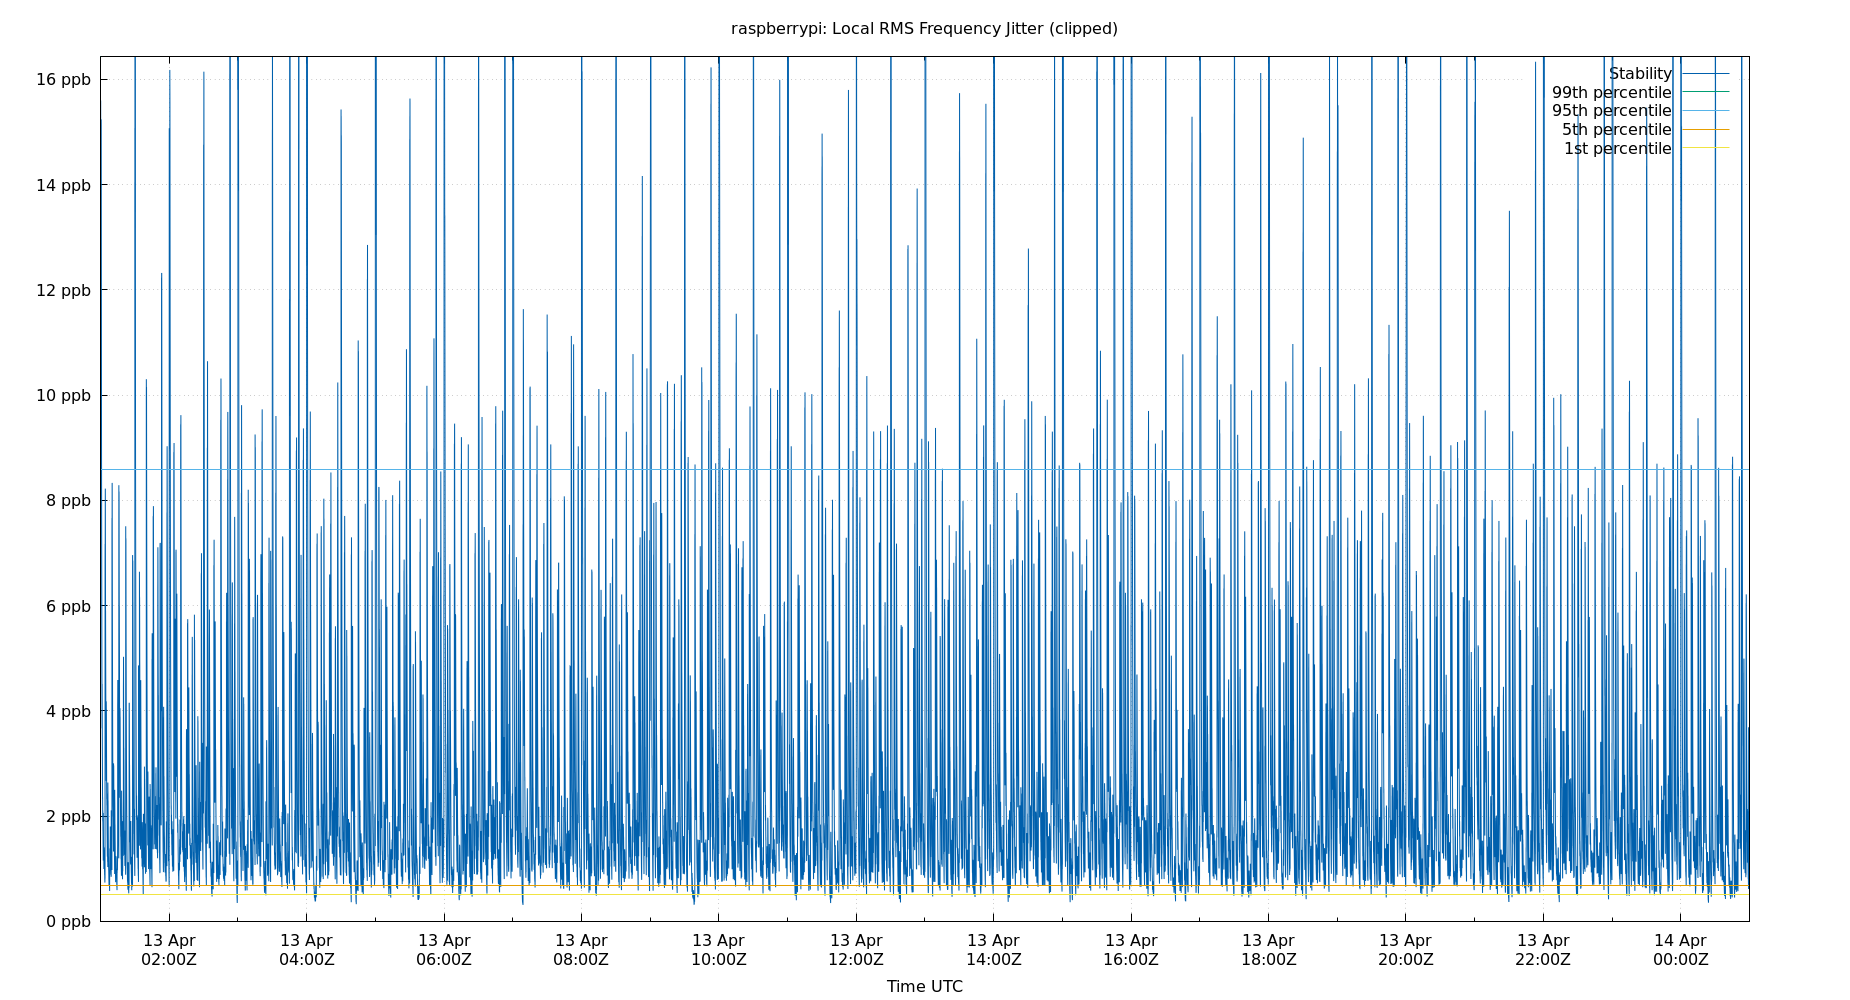 raspberrypi: Local RMS Frequency Jitter (clipped)
16 ppb
14 ppb
12 ppb
10 ppb
8 ppb
6 ppb
4 ppb
2 ppb
0 ppb
Stability
99th percentile
95th percentile
5th percentile
1st percentile
13 Apr 13 Apr 13 Apr 13 Apr 13 Apr 13 Apr 13 Apr 13 Apr 13 Apr 13 Apr 13 Apr 14 Apr
02:00Z 04:00Z 06:00Z 08:00Z 10:00Z 12:00Z 14:00Z 16:00Z 18:00Z 20:00Z 22:00Z 00:00Z
Time UTC